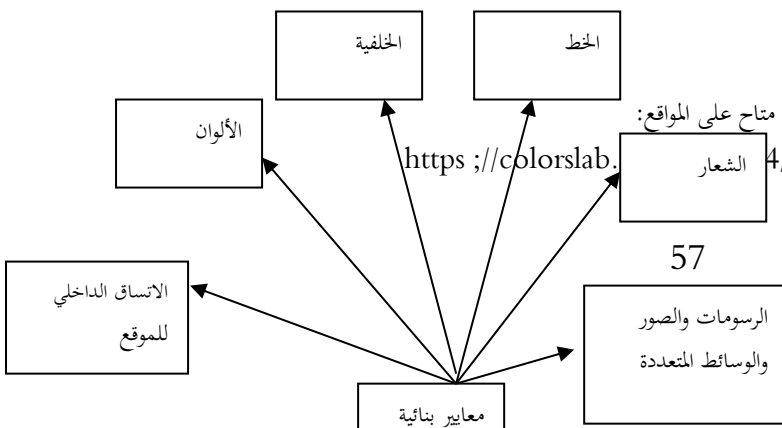 الخلفية
الخط
الألوان
متاح على المواقع:
https ;//colorslab.
الشعار
4,
57
الاتساق الداخلي
للموقع
الرسومات والصور
والوسائط المتعددة
معايير بنائية